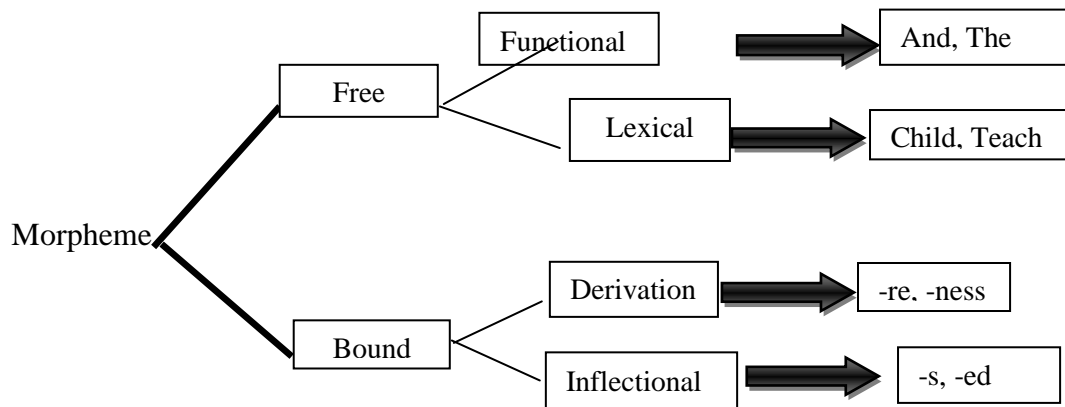 Functional
And, The
Free
Lexical
Child, Teach
Morpheme
Derivation
-re, -ness
Bound
Inflectional
-s, -ed